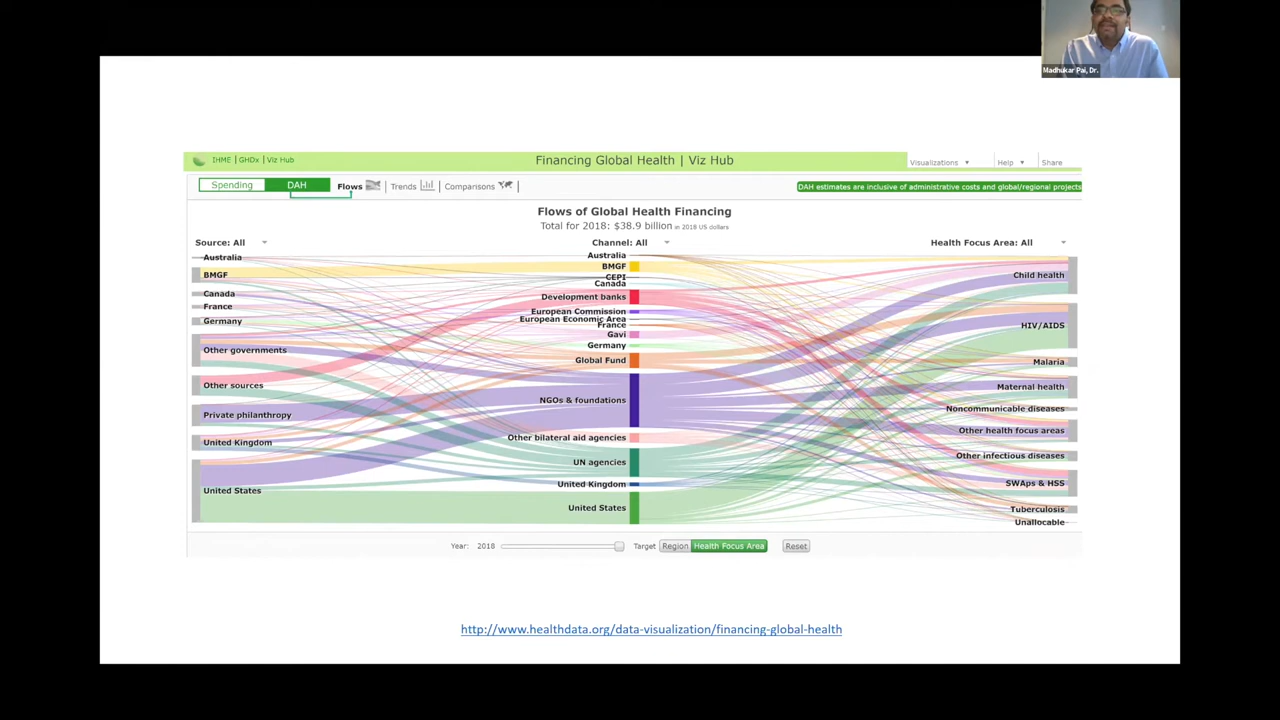 Madhukar Pai, Dr.
IHME | GHDx | Viz Hub
Financing Global Health | Viz Hub
Visualizations
Help
Share
Spending
DAH
Flows
Trends
Comparisons
DAH estimates are inclusive of administrative costs and global/regional projects
Flows of Global Health Financing
Total for 2018: $38.9 billion in 2018 US dollars
Source: All
Channel: All
Health Focus Area: All
Australia
BMGF
Canada
France
Germany
Other governments
Other sources
Private philanthropy
United Kingdom
United States
Australia
BMGF
CEPI
Canada
Development banks
European Commission
European Economic Area
France
Gavi
Germany
Global Fund
NGOs & foundations
Other bilateral aid agencies
UN agencies
United Kingdom
United States
Child health
HIV/AIDS
Malaria
Maternal health
Noncommunicable diseases
Other health focus areas
Other infectious diseases
SWAps & HSS
Tuberculosis
Unallocable
Year: 2018
Target
Region
Health Focus Area
Reset
http://www.healthdata.org/data-visualization/financing-global-health